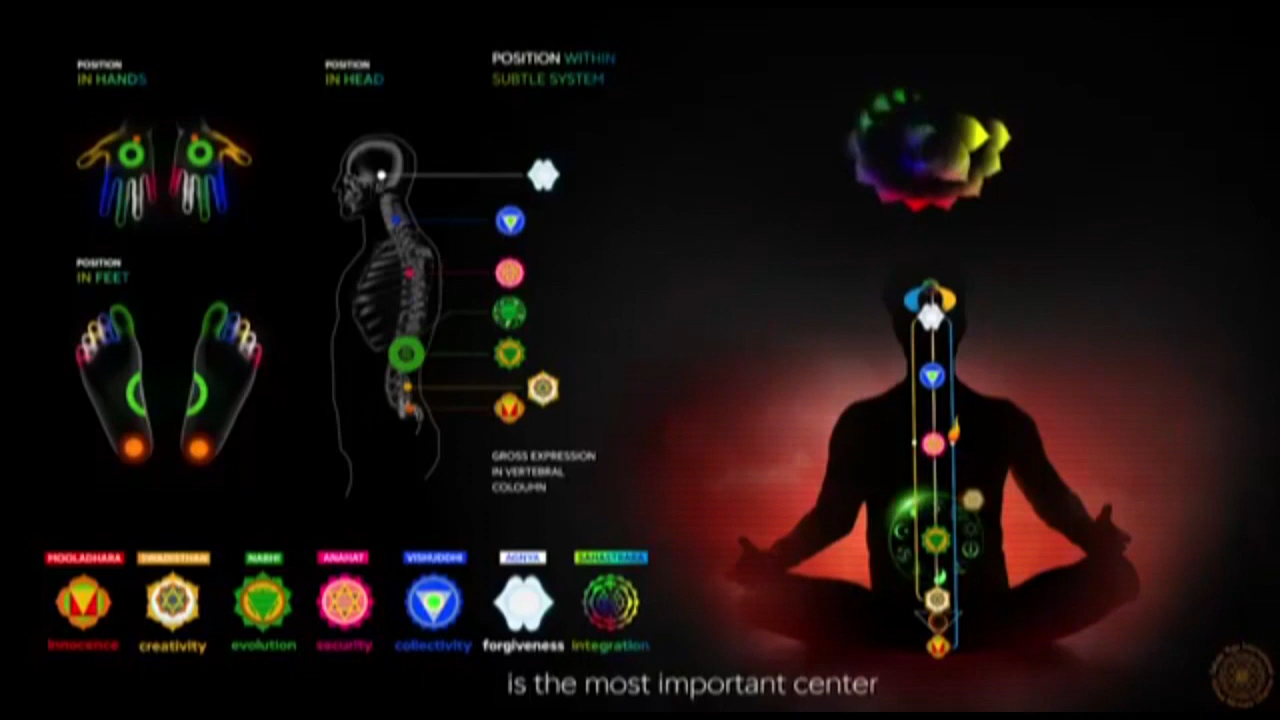 POSITION
IN HANDS
POSITION
IN HEAD
POSITION WITHIN
SUBTLE SYSTEM
POSITION
IN FEET
GROSS EXPRESSION
IN VERTEBRAL
COLOUMN
MOOLADHARA
SWADISTHAN
NABHI
ANAHAT
VISHUDDHI
AGNYA
SAHASTRARA
innocence
creativity
evolution
security
collectivity
forgiveness
integration
is the most important center